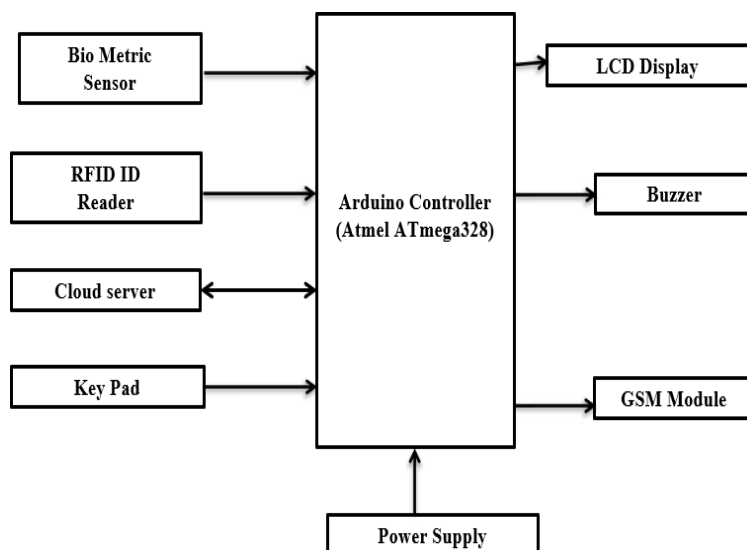 Bio Metric
Sensor
RFID ID
Reader
Cloud server
Key Pad
Arduino Controller
(Atmel ATmega328)
LCD Display
Buzzer
GSM Module
Power Supply